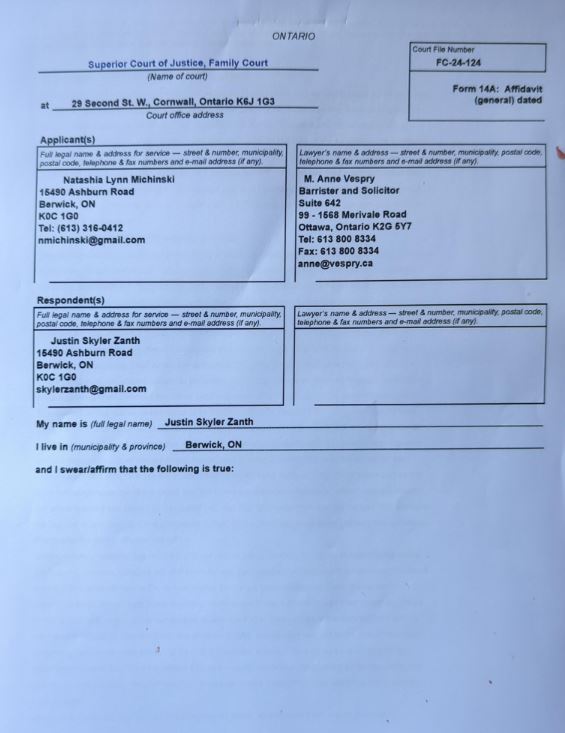 ONTARIO
Superior Court of Justice, Family Court
(Name of court)
at 29 Second St. W., Cornwall, Ontario K6J 1G3
Court office address
Court File Number
FC-24-124
Form 14A: Affidavit
(general) dated
Applicant(s)
Full legal name & address for service — street & number, municipality,
postal code, telephone & fax numbers and e-mail address (if any).
Natashia Lynn Michinski
15490 Ashburn Road
Berwick, ON
K0C 1G0
Tel: (613) 316-0412
nmichinski@gmail.com
Lawyer's name & address — street & number, municipality, postal code,
telephone & fax numbers and e-mail address (if any).
M. Anne Vespry
Barrister and Solicitor
Suite 642
99 - 1568 Merivale Road
Ottawa, Ontario K2G 5Y7
Tel: 613 800 8334
Fax: 613 800 8334
anne@vespry.ca
Respondent(s)
Full legal name & address for service — street & number, municipality,
postal code, telephone & fax numbers and e-mail address (if any).
Justin Skyler Zanth
15490 Ashburn Road
Berwick, ON
K0C 1G0
skylerzanth@gmail.com
Lawyer's name & address — street & number, municipality, postal code,
telephone & fax numbers and e-mail address (if any).
My name is (full legal name) Justin Skyler Zanth
I live in (municipality & province) Berwick, ON
and I swear/affirm that the following is true: